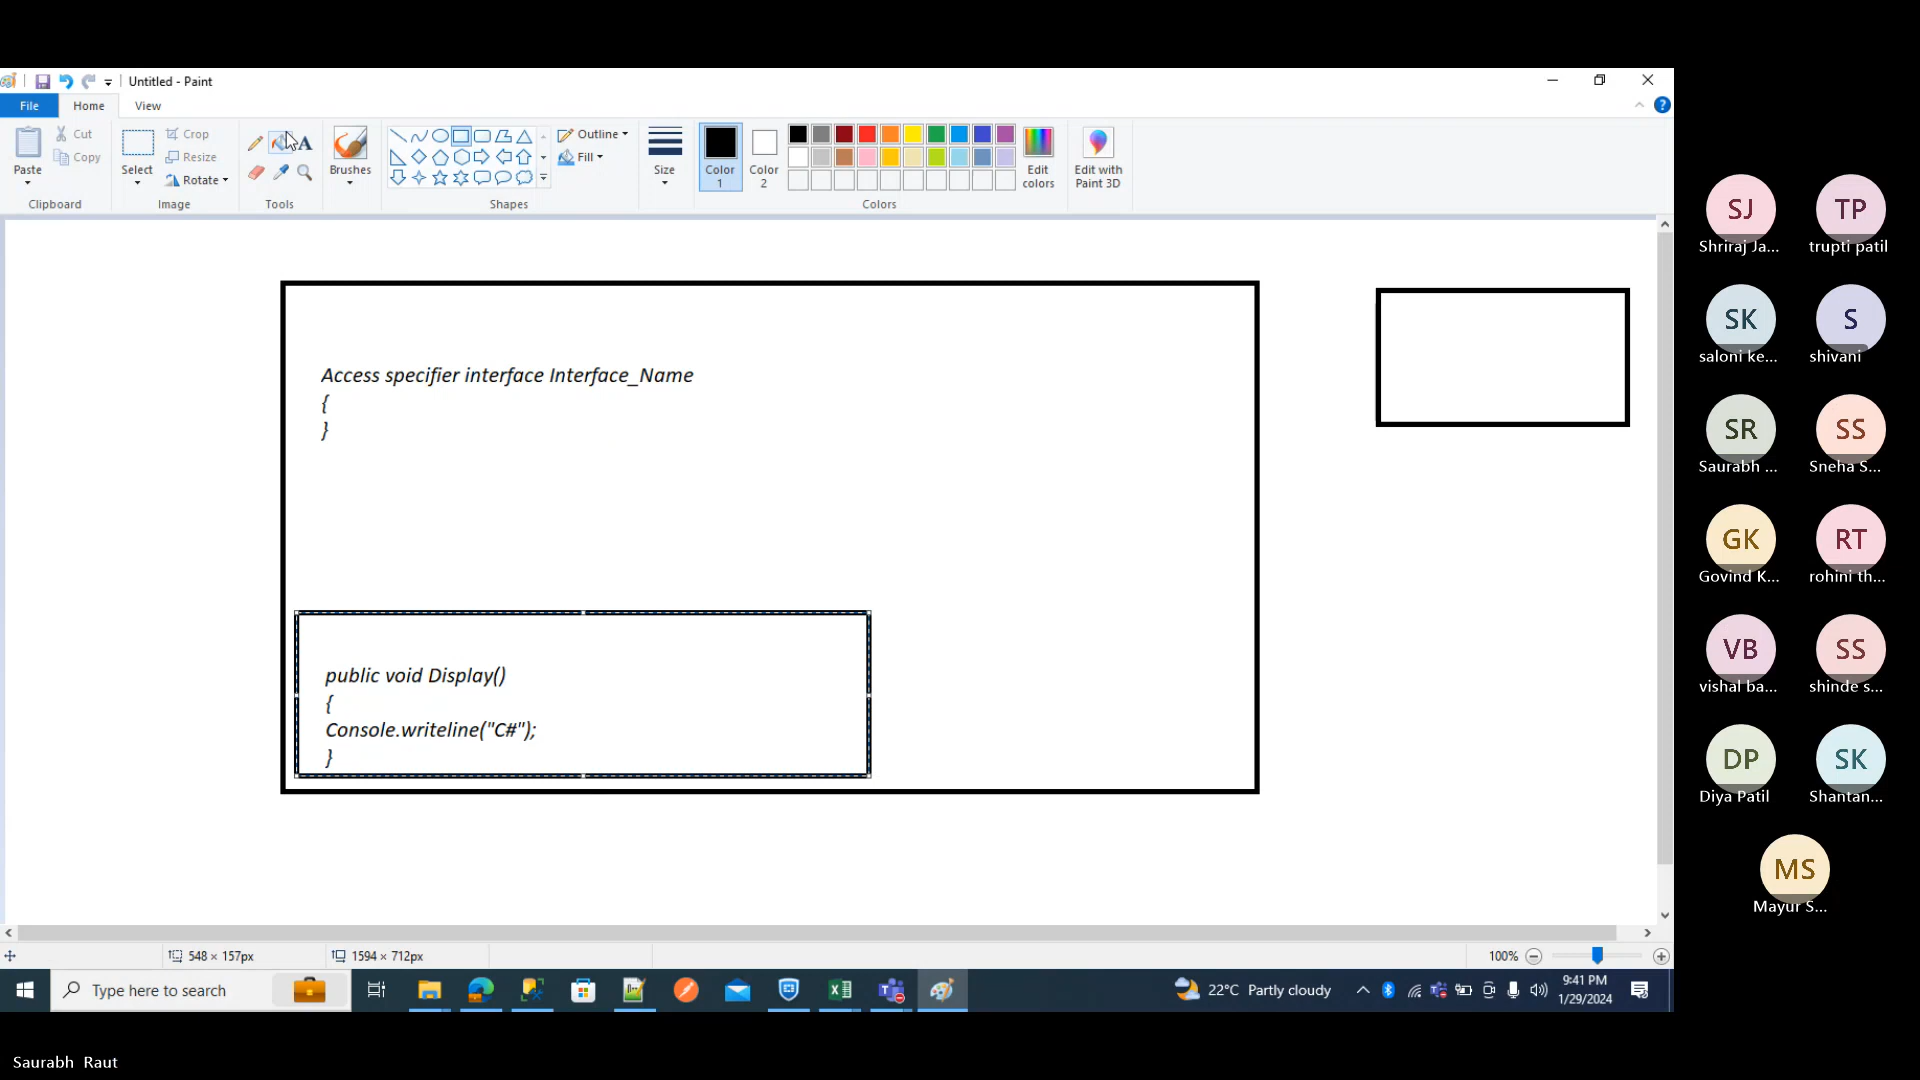 Untitled - Paint
File Home View
Paste
Cut
Copy
Clipboard
Select
Crop
Resize
Rotate
Image
A
Tools
Brushes
Shapes
Outline
Fill
Size
Color
1
Color
2
Edit
colors
Colors
Edit with
Paint 3D
Access specifier interface Interface_Name
{
}
public void Display()
{
Console.writeline("C#");
}
548 × 157px
1594 × 712px
100%
Type here to search
22°C Partly cloudy
9:41 PM
1/29/2024
SJ
Shriraj Ja...
TP
trupti patil
SK
saloni ke...
S
shivani
SR
Saurabh ...
SS
Sneha S...
GK
Govind K...
RT
rohini th...
VB
vishal ba...
SS
shinde s...
DP
Diya Patil
SK
Shantan...
MS
Mayur S...
Saurabh Raut